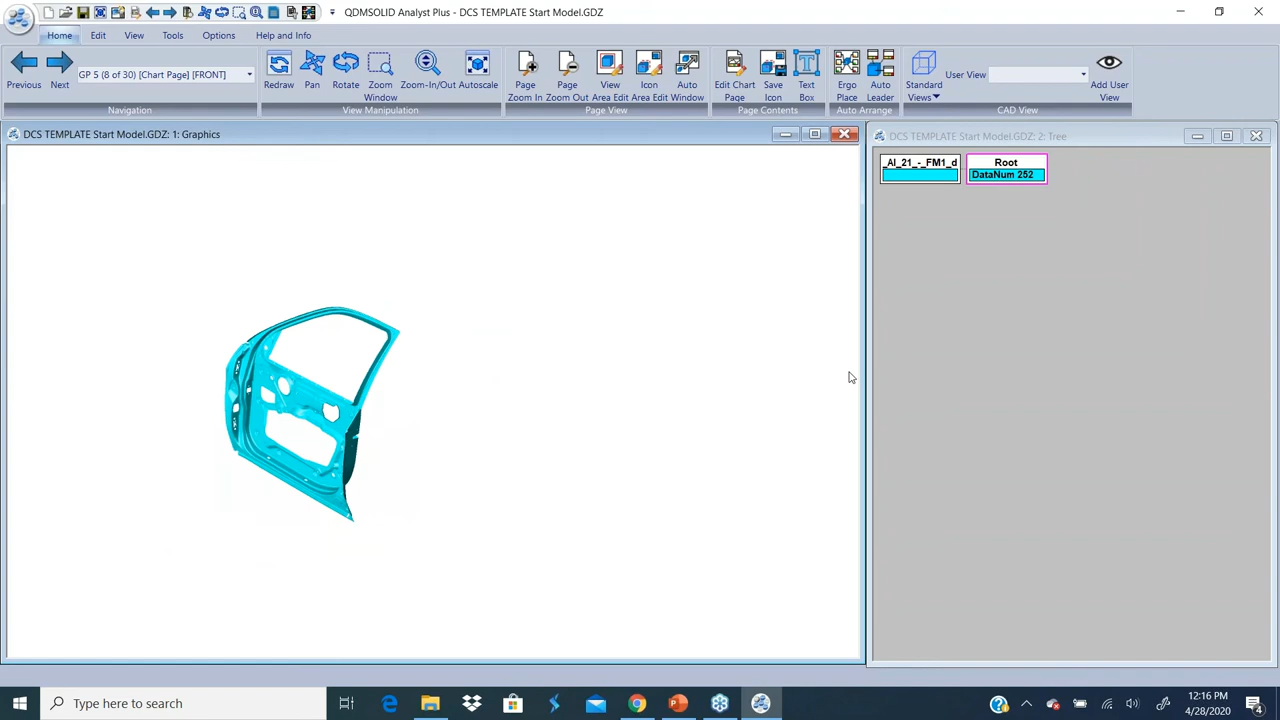 QDMSOLID Analyst Plus - DCS TEMPLATE Start Model.GDZ
Home Edit View Tools Options Help and Info
Previous Next GP 5 (8 of 30) [Chart Page] [FRONT]
Redraw Pan Rotate Zoom Window Zoom-In/Out Autoscale
Page Zoom In Page Zoom Out View Area Edit Icon Area Edit Auto Window
Edit Chart Page Save Icon Text Box
Ergo Place Auto Leader
Standard Views User View Add User View
Navigation View Manipulation Page View Page Contents Auto Arrange CAD View
DCS TEMPLATE Start Model.GDZ: 1: Graphics
DCS TEMPLATE Start Model.GDZ: 2: Tree
_AI_21_-_FM1_d Root
DataNum 252
Type here to search
12:16 PM
4/28/2020
4